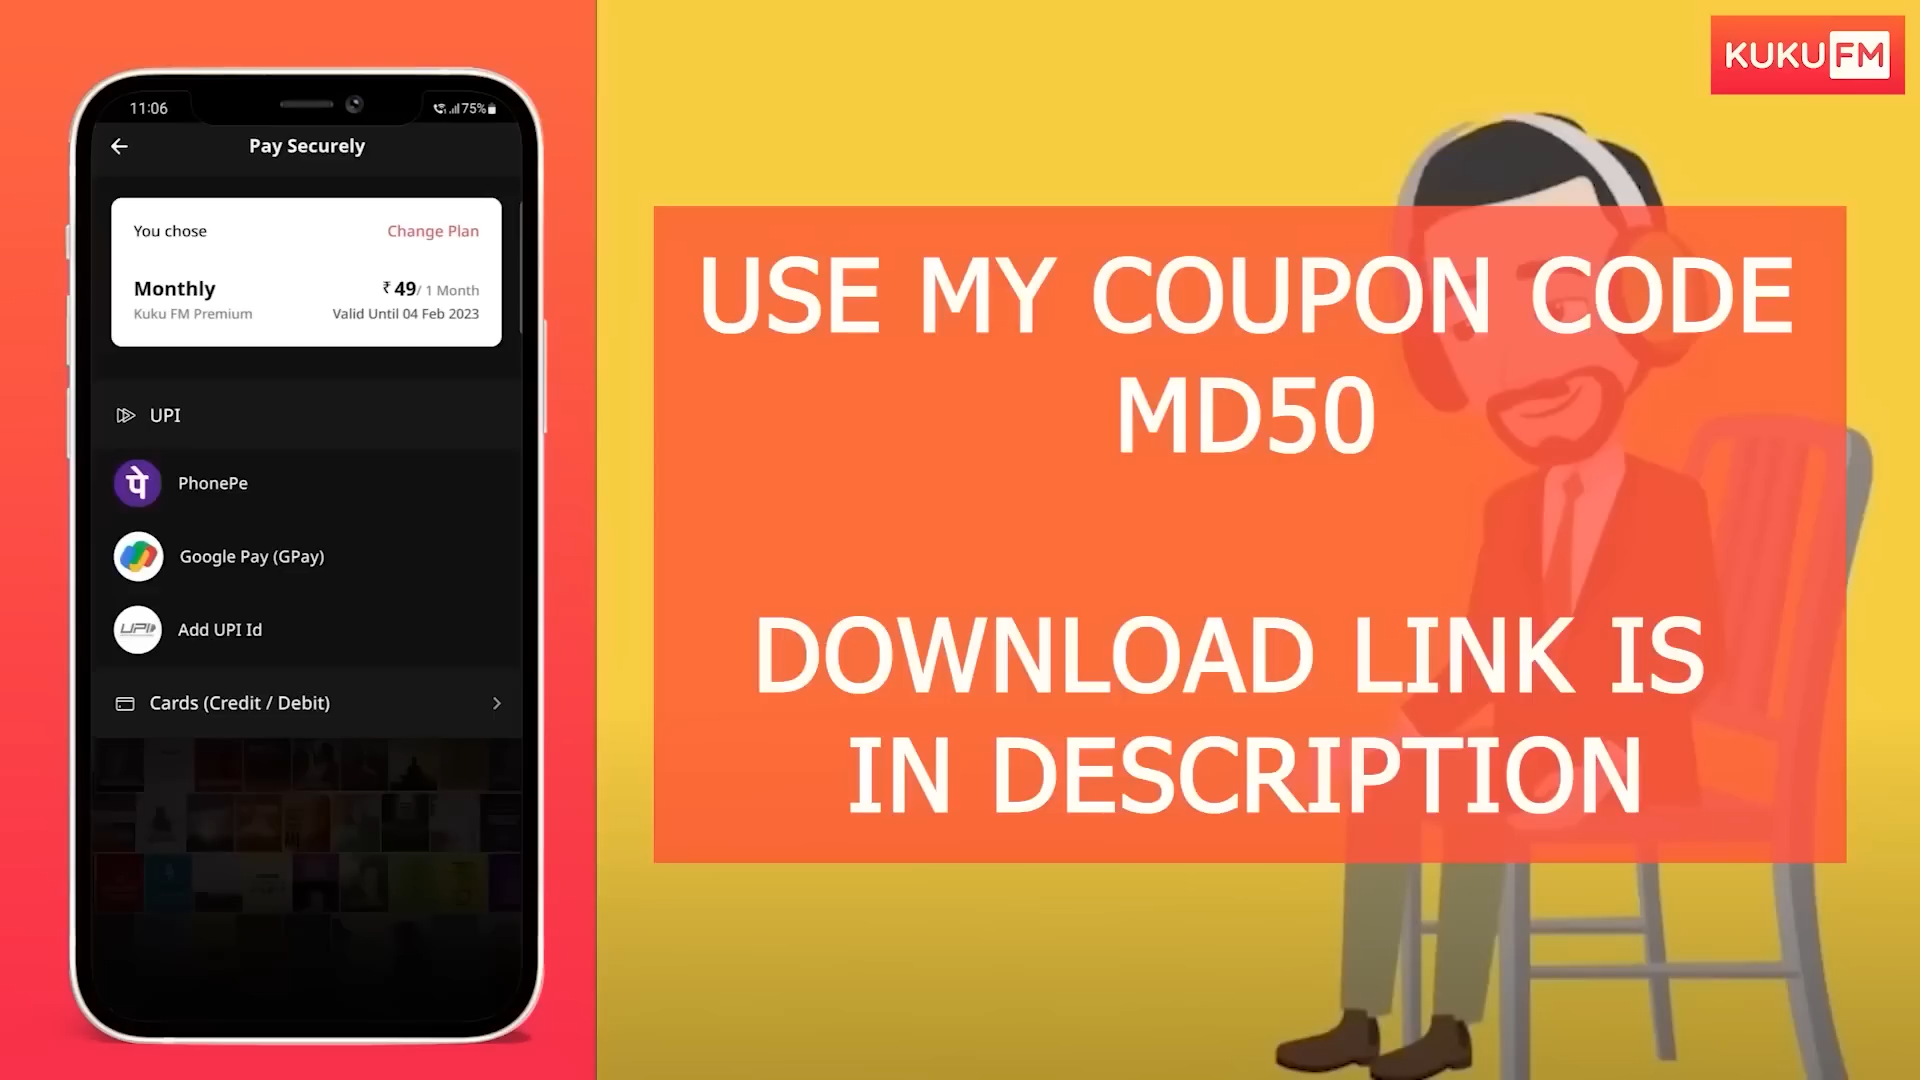 11:06
75%
Pay Securely
You chose
Change Plan
Monthly
₹ 49/ 1 Month
Kuku FM Premium
Valid Until 04 Feb 2023
UPI
पे
PhonePe
Google Pay (GPay)
UPI
Add UPI Id
Cards (Credit / Debit)
KUKU FM
USE MY COUPON CODE
MD50
DOWNLOAD LINK IS
IN DESCRIPTION